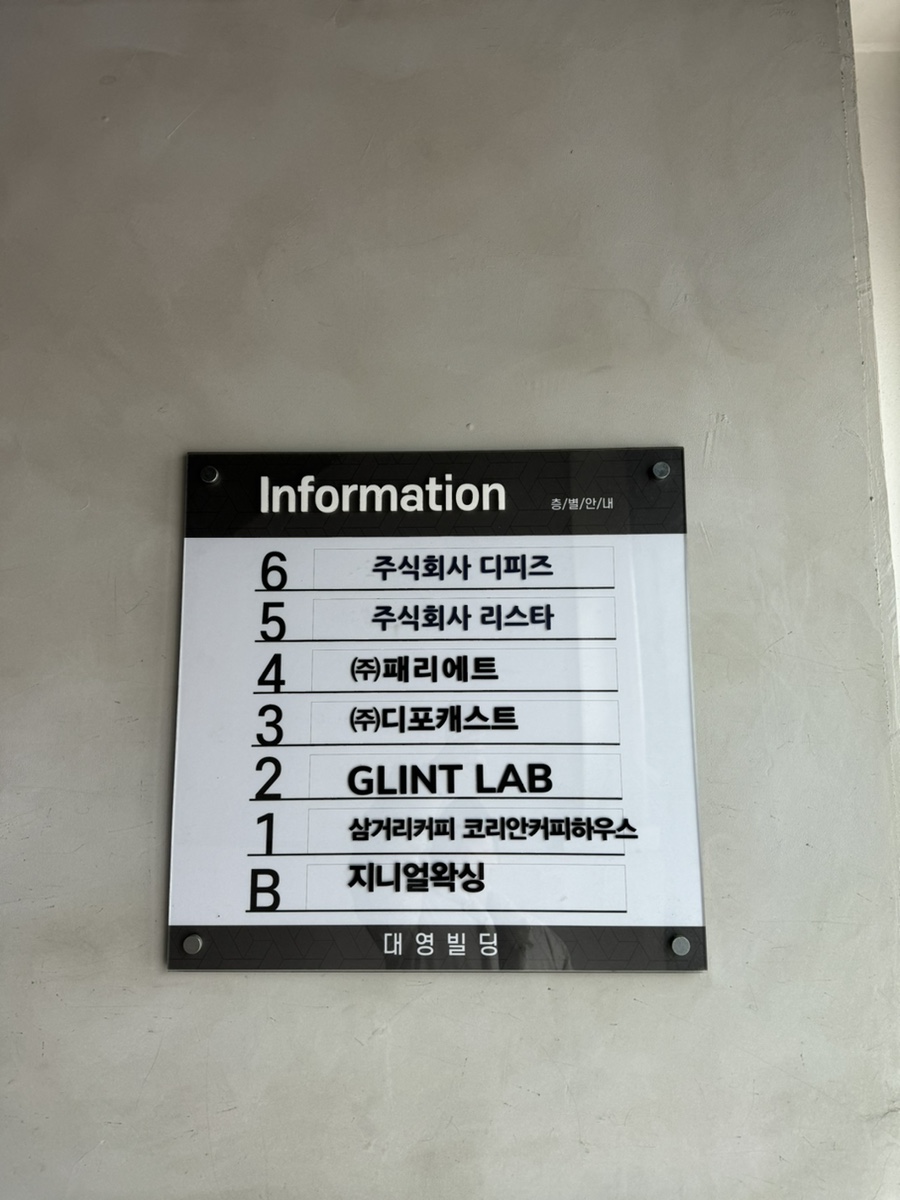 Information 층/별/안/내
6 주식회사 디피즈
5 주식회사 리스타
4 ㈜패리에트
3 ㈜디포캐스트
2 GLINT LAB
1 삼거리커피 코리안커피하우스
B 지니얼왁싱
대영빌딩